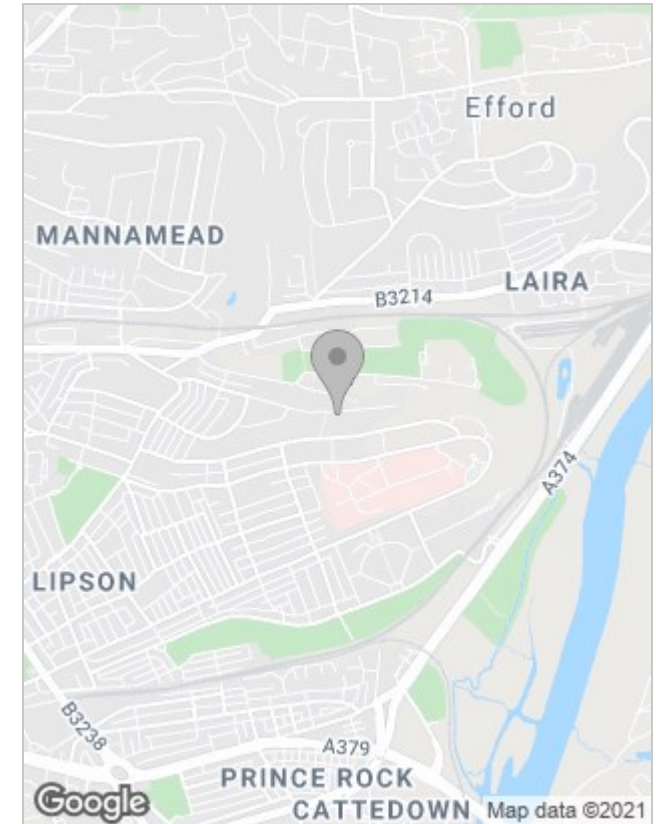 Efford
MANNAMEAD
LAIRA
B3214
A374
LIPSON
B3238
A379
PRINCE ROCK
CATTEDOWN
Google
Map data ©2021